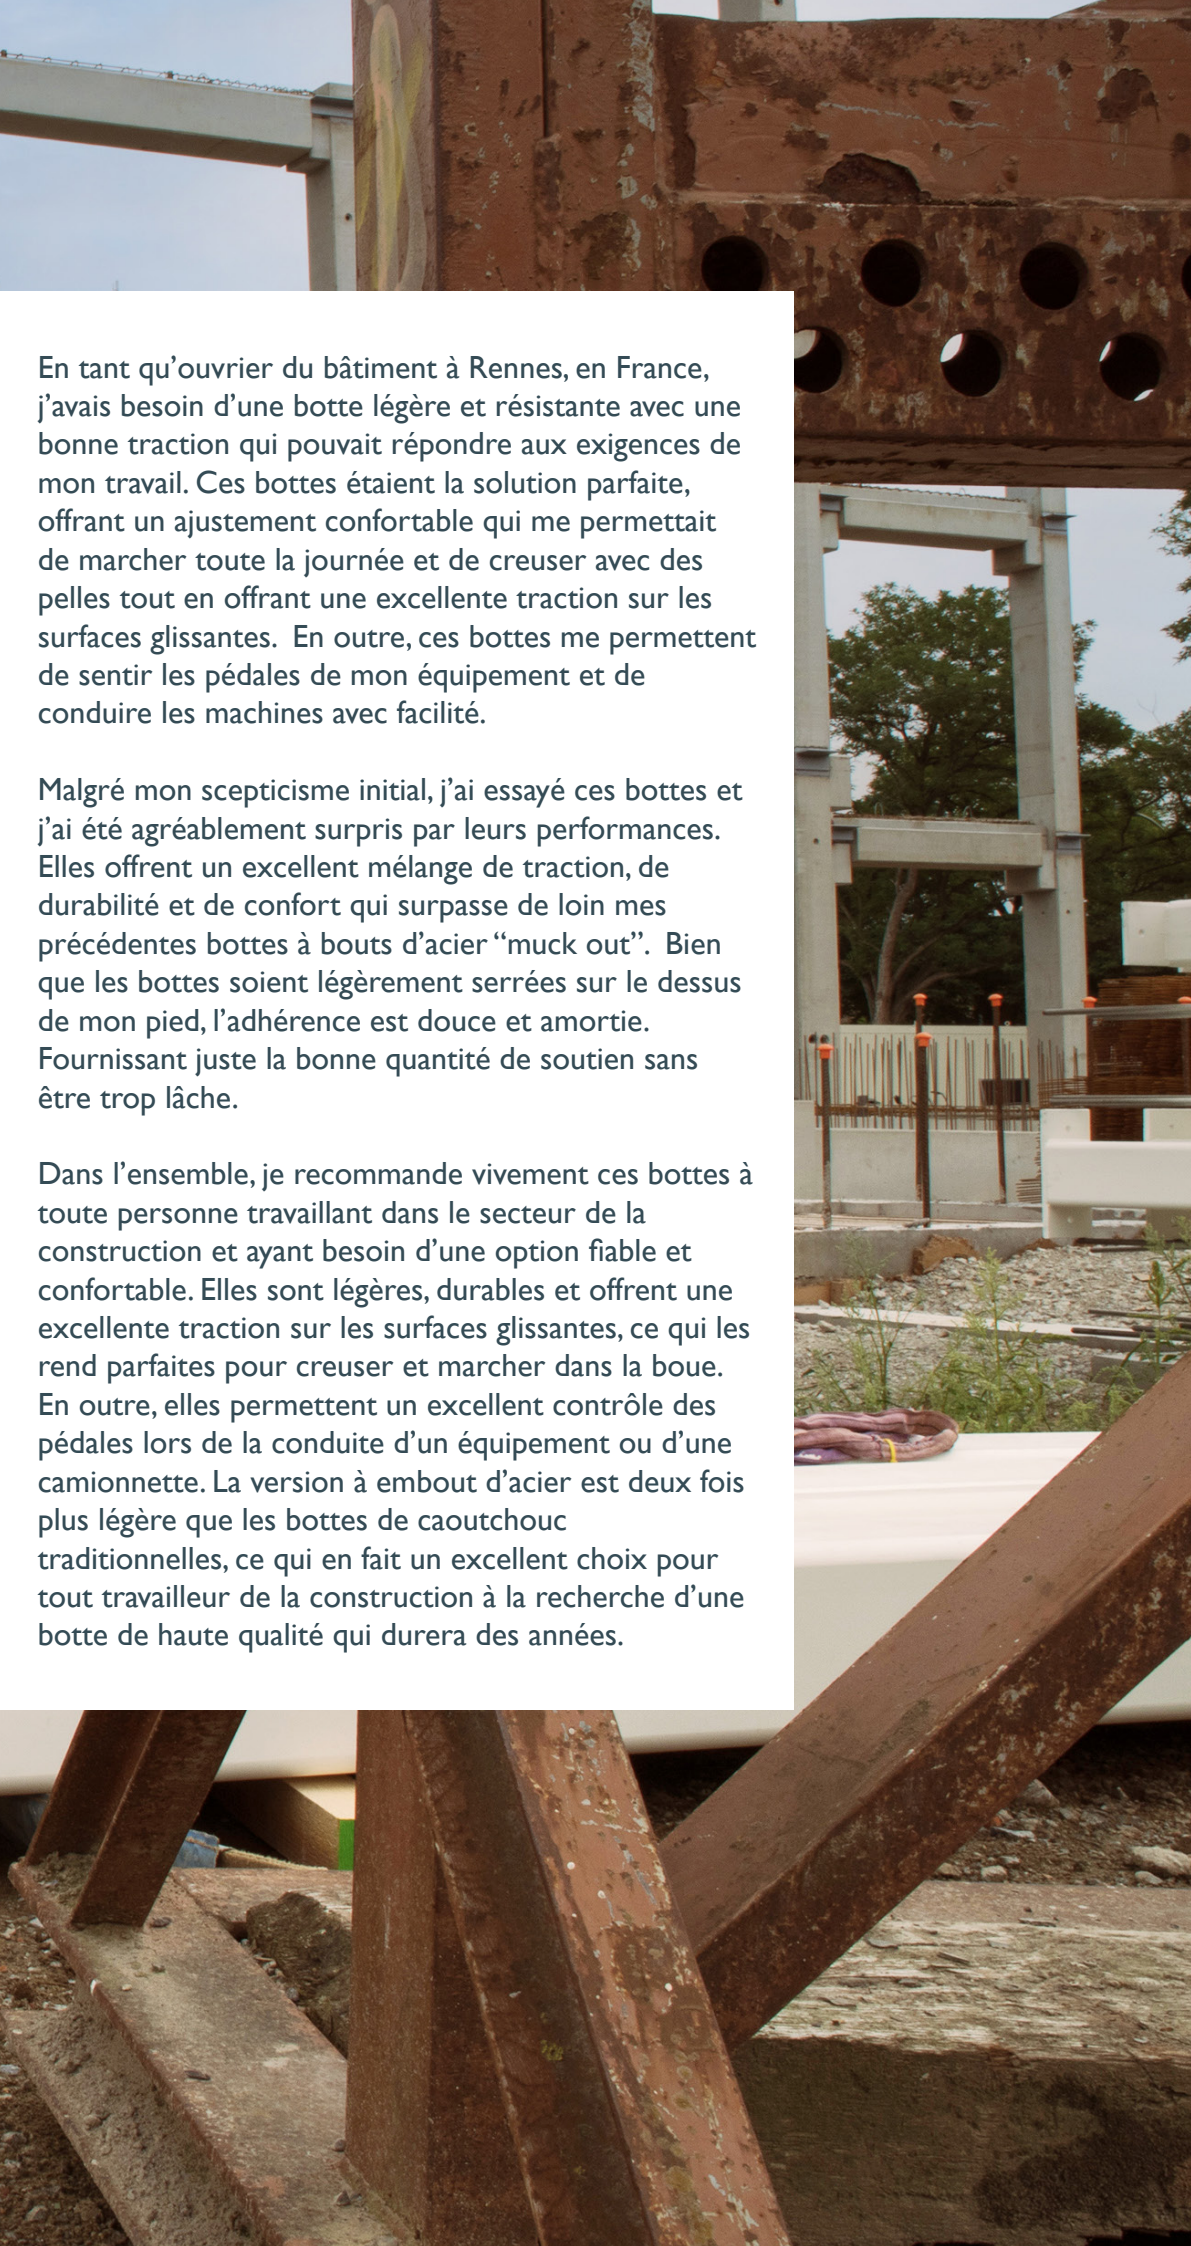 En tant qu’ouvrier du bâtiment à Rennes, en France,
j’avais besoin d’une botte légère et résistante avec une
bonne traction qui pouvait répondre aux exigences de
mon travail. Ces bottes étaient la solution parfaite,
offrant un ajustement confortable qui me permettait
de marcher toute la journée et de creuser avec des
pelles tout en offrant une excellente traction sur les
surfaces glissantes.  En outre, ces bottes me permettent
de sentir les pédales de mon équipement et de
conduire les machines avec facilité.

Malgré mon scepticisme initial, j’ai essayé ces bottes et
j’ai été agréablement surpris par leurs performances.
Elles offrent un excellent mélange de traction, de
durabilité et de confort qui surpasse de loin mes
précédentes bottes à bouts d’acier “muck out”.  Bien
que les bottes soient légèrement serrées sur le dessus
de mon pied, l’adhérence est douce et amortie.
Fournissant juste la bonne quantité de soutien sans
être trop lâche.

Dans l’ensemble, je recommande vivement ces bottes à
toute personne travaillant dans le secteur de la
construction et ayant besoin d’une option fiable et
confortable. Elles sont légères, durables et offrent une
excellente traction sur les surfaces glissantes, ce qui les
rend parfaites pour creuser et marcher dans la boue.
En outre, elles permettent un excellent contrôle des
pédales lors de la conduite d’un équipement ou d’une
camionnette. La version à embout d’acier est deux fois
plus légère que les bottes de caoutchouc
traditionnelles, ce qui en fait un excellent choix pour
tout travailleur de la construction à la recherche d’une
botte de haute qualité qui durera des années.